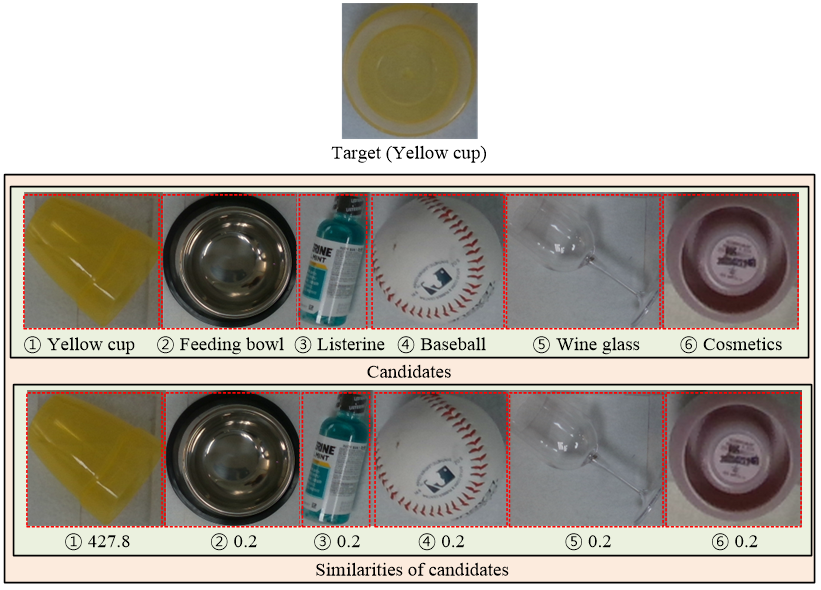 Target (Yellow cup)
RINE
MINT
① Yellow cup ② Feeding bowl ③ Listerine ④ Baseball ⑤ Wine glass ⑥ Cosmetics
Candidates
RINE
MINT
① 427.8 ② 0.2 ③ 0.2 ④ 0.2 ⑤ 0.2 ⑥ 0.2
Similarities of candidates